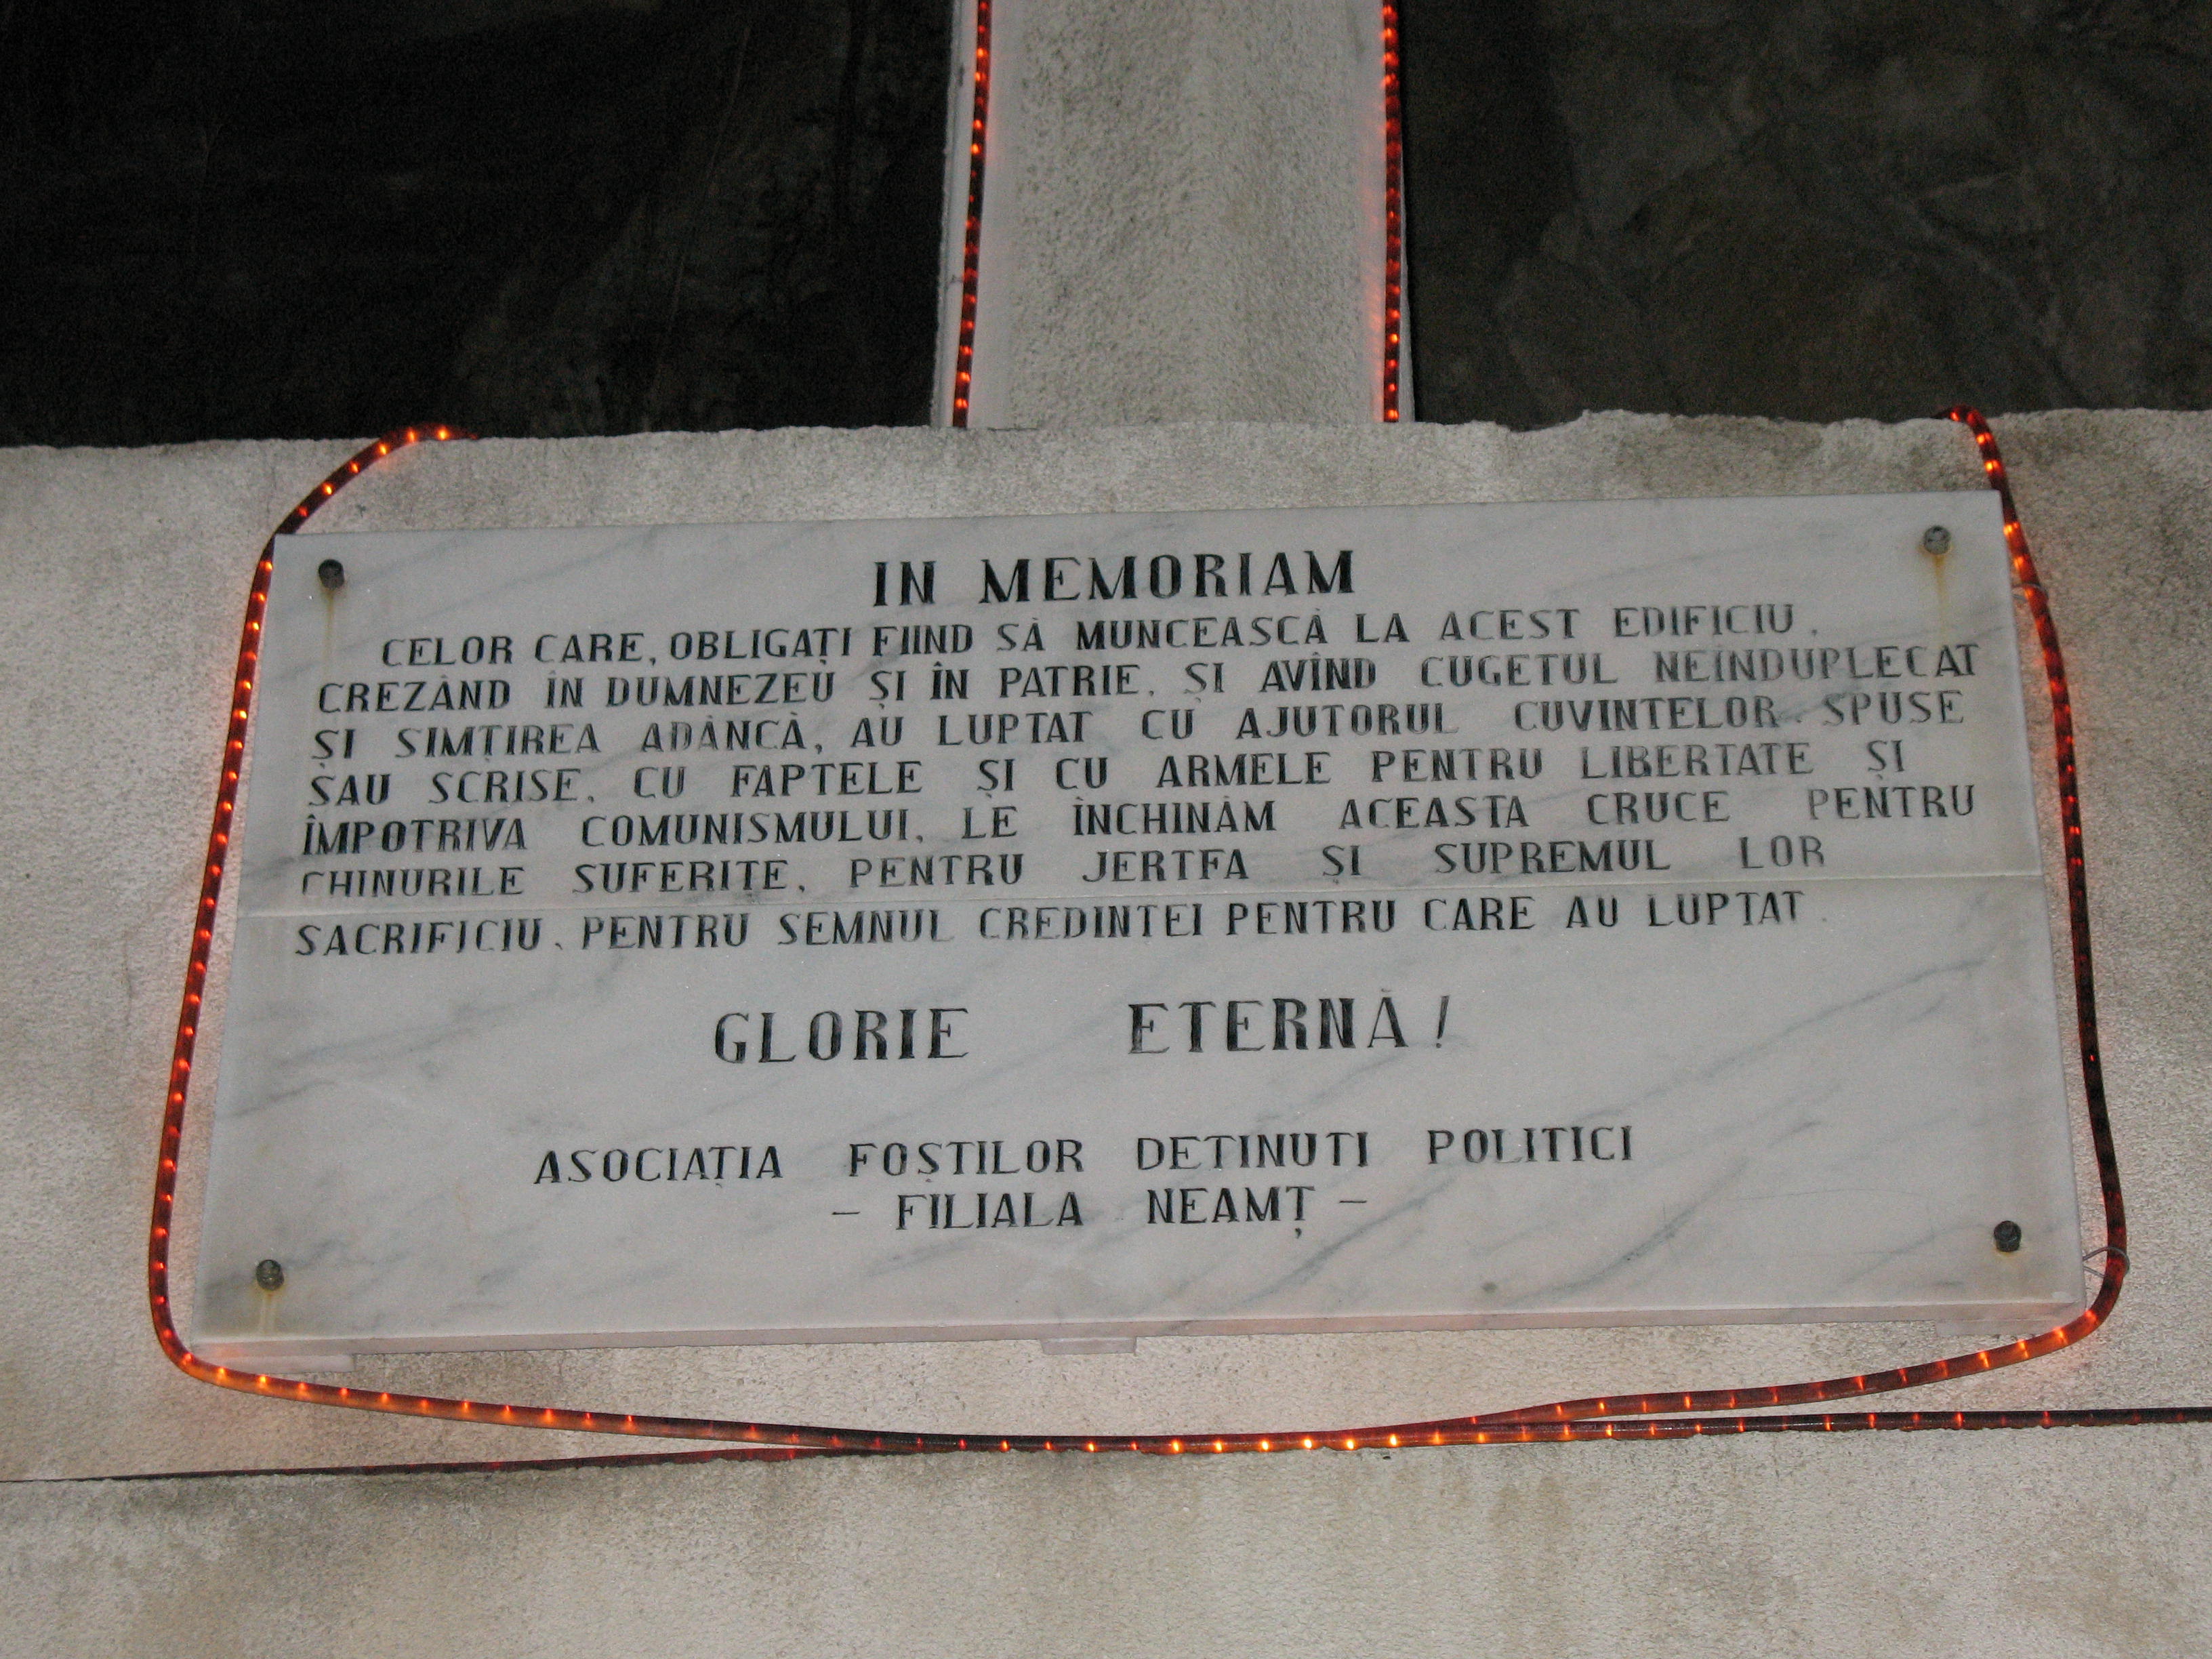 IN MEMORIAM
CELOR CARE, OBLIGAȚI FIIND SĂ MUNCEASCĂ LA ACEST EDIFICIU,
CREZÂND ÎN DUMNEZEU ȘI ÎN PATRIE, ȘI AVÎND CUGETUL NEÎNDUPLECAT
ȘI SIMȚIREA ADÂNCĂ, AU LUPTAT CU AJUTORUL CUVINTELOR SPUSE
SAU SCRISE, CU FAPTELE ȘI CU ARMELE PENTRU LIBERTATE ȘI
ÎMPOTRIVA COMUNISMULUI, LE ÎNCHINĂM ACEASTA CRUCE PENTRU
CHINURILE SUFERITE, PENTRU JERTFA ȘI SUPREMUL LOR
SACRIFICIU, PENTRU SEMNUL CREDINTEI PENTRU CARE AU LUPTAT.
GLORIE ETERNĂ!
ASOCIAȚIA FOȘTILOR DETINUTI POLITICI
- FILIALA NEAMȚ -